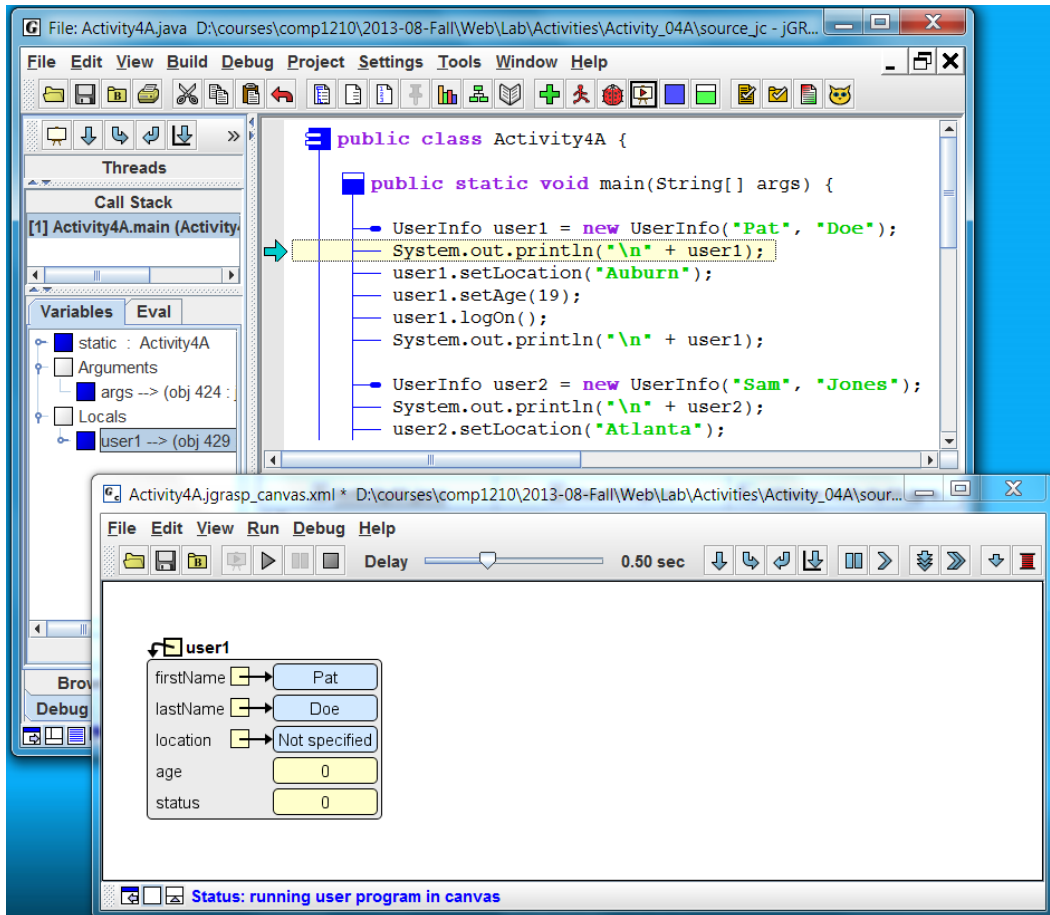 File: Activity4A.java D:\courses\comp1210\2013-08-Fall\Web\Lab\Activities\Activity_04A\source_jc - jGR...
File Edit View Build Debug Project Settings Tools Window Help
Threads
Call Stack
[1] Activity4A.main (Activity
Variables Eval
static : Activity4A
Arguments
args --> (obj 424 :
Locals
user1 --> (obj 429
public class Activity4A {
public static void main(String[] args) {
UserInfo user1 = new UserInfo("Pat", "Doe");
System.out.println("\n" + user1);
user1.setLocation("Auburn");
user1.setAge(19);
user1.logOn();
System.out.println("\n" + user1);
UserInfo user2 = new UserInfo("Sam", "Jones");
System.out.println("\n" + user2);
user2.setLocation("Atlanta");
Debug
Activity4A.jgrasp_canvas.xml * D:\courses\comp1210\2013-08-Fall\Web\Lab\Activities\Activity_04A\sour...
File Edit View Run Debug Help
Delay 0.50 sec
user1
firstName Pat
lastName Doe
location Not specified
age 0
status 0
Status: running user program in canvas